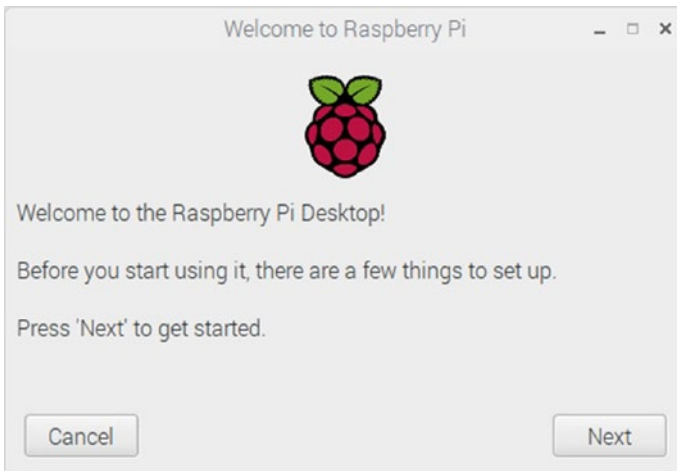 Welcome to Raspberry Pi
Welcome to the Raspberry Pi Desktop!
Before you start using it, there are a few things to set up.
Press 'Next' to get started.
Cancel
Next